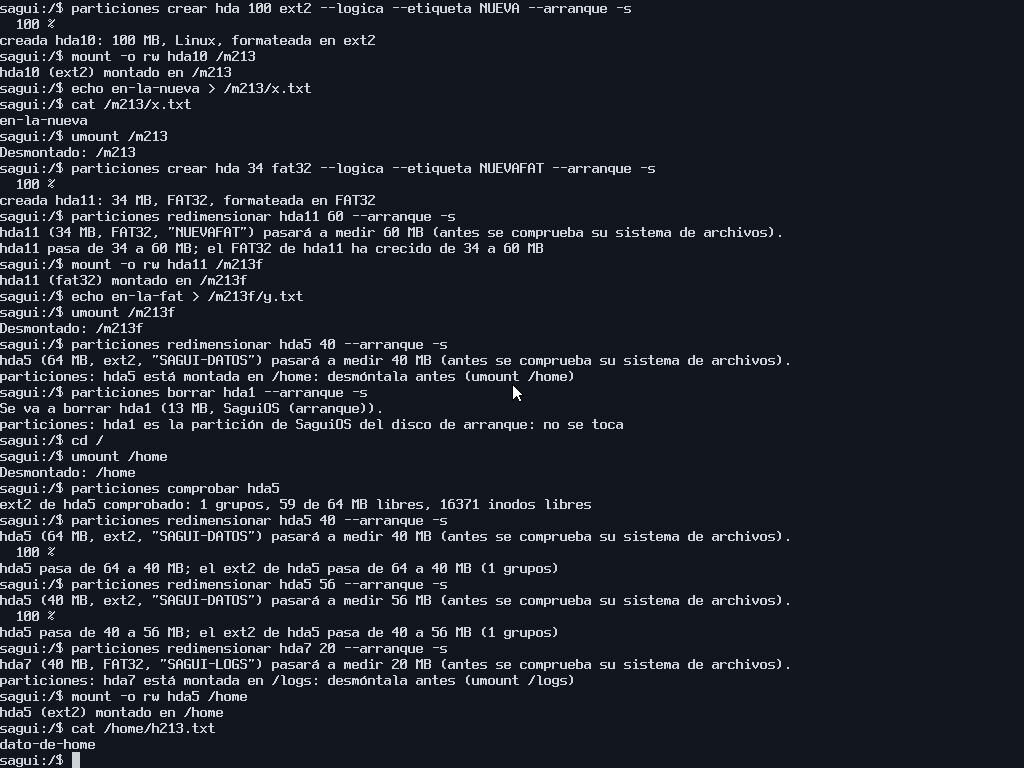 sagui:/$ particiones crear hda 100 ext2 --logica --etiqueta NUEVA --arranque -s
100 %
creada hda10: 100 MB, Linux, formateada en ext2
sagui:/$ mount -o rw hda10 /m213
hda10 (ext2) montado en /m213
sagui:/$ echo en-la-nueva > /m213/x.txt
sagui:/$ cat /m213/x.txt
en-la-nueva
sagui:/$ umount /m213
Desmontado: /m213
sagui:/$ particiones crear hda 34 fat32 --logica --etiqueta NUEVAFAT --arranque -s
100 %
creada hda11: 34 MB, FAT32, formateada en FAT32
sagui:/$ particiones redimensionar hda11 60 --arranque -s
hda11 (34 MB, FAT32, "NUEVAFAT") pasará a medir 60 MB (antes se comprueba su sistema de archivos).
hda11 pasa de 34 a 60 MB; el FAT32 de hda11 ha crecido de 34 a 60 MB
sagui:/$ mount -o rw hda11 /m213f
hda11 (fat32) montado en /m213f
sagui:/$ echo en-la-fat > /m213f/y.txt
sagui:/$ umount /m213f
Desmontado: /m213f
sagui:/$ particiones redimensionar hda5 40 --arranque -s
hda5 (64 MB, ext2, "SAGUI-DATOS") pasará a medir 40 MB (antes se comprueba su sistema de archivos).
particiones: hda5 está montada en /home: desmóntala antes (umount /home)
sagui:/$ particiones borrar hda1 --arranque -s
Se va a borrar hda1 (13 MB, SaguiOS (arranque)).
particiones: hda1 es la partición de SaguiOS del disco de arranque: no se toca
sagui:/$ cd /
sagui:/$ umount /home
Desmontado: /home
sagui:/$ particiones comprobar hda5
ext2 de hda5 comprobado: 1 grupos, 59 de 64 MB libres, 16371 inodos libres
sagui:/$ particiones redimensionar hda5 40 --arranque -s
hda5 (64 MB, ext2, "SAGUI-DATOS") pasará a medir 40 MB (antes se comprueba su sistema de archivos).
100 %
hda5 pasa de 64 a 40 MB; el ext2 de hda5 pasa de 64 a 40 MB (1 grupos)
sagui:/$ particiones redimensionar hda5 56 --arranque -s
hda5 (40 MB, ext2, "SAGUI-DATOS") pasará a medir 56 MB (antes se comprueba su sistema de archivos).
100 %
hda5 pasa de 40 a 56 MB; el ext2 de hda5 pasa de 40 a 56 MB (1 grupos)
sagui:/$ particiones redimensionar hda7 20 --arranque -s
hda7 (40 MB, FAT32, "SAGUI-LOGS") pasará a medir 20 MB (antes se comprueba su sistema de archivos).
particiones: hda7 está montada en /logs: desmóntala antes (umount /logs)
sagui:/$ mount -o rw hda5 /home
hda5 (ext2) montado en /home
sagui:/$ cat /home/h213.txt
dato-de-home
sagui:/$